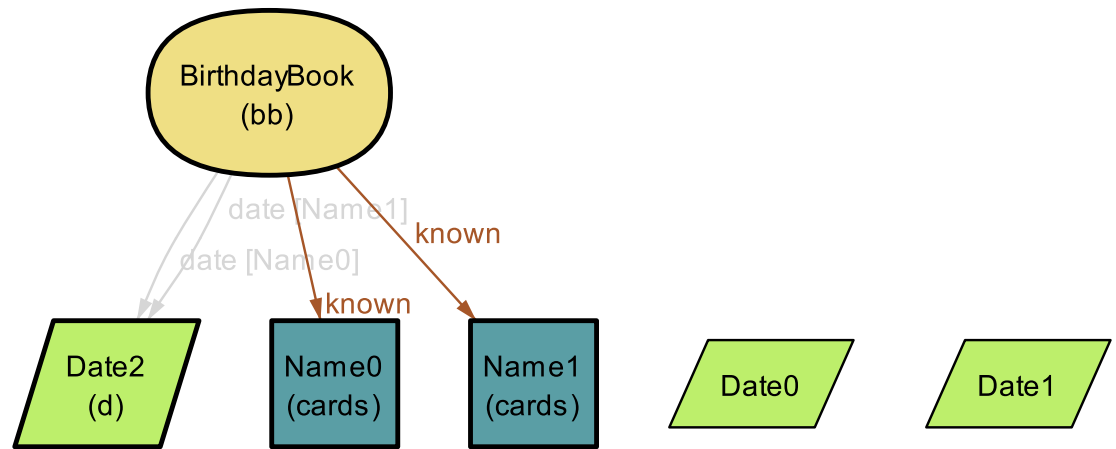 BirthdayBook
(bb)
date [Name1]
known
date [Name0]
known
Date2
(d)
Name0
(cards)
Name1
(cards)
Date0
Date1